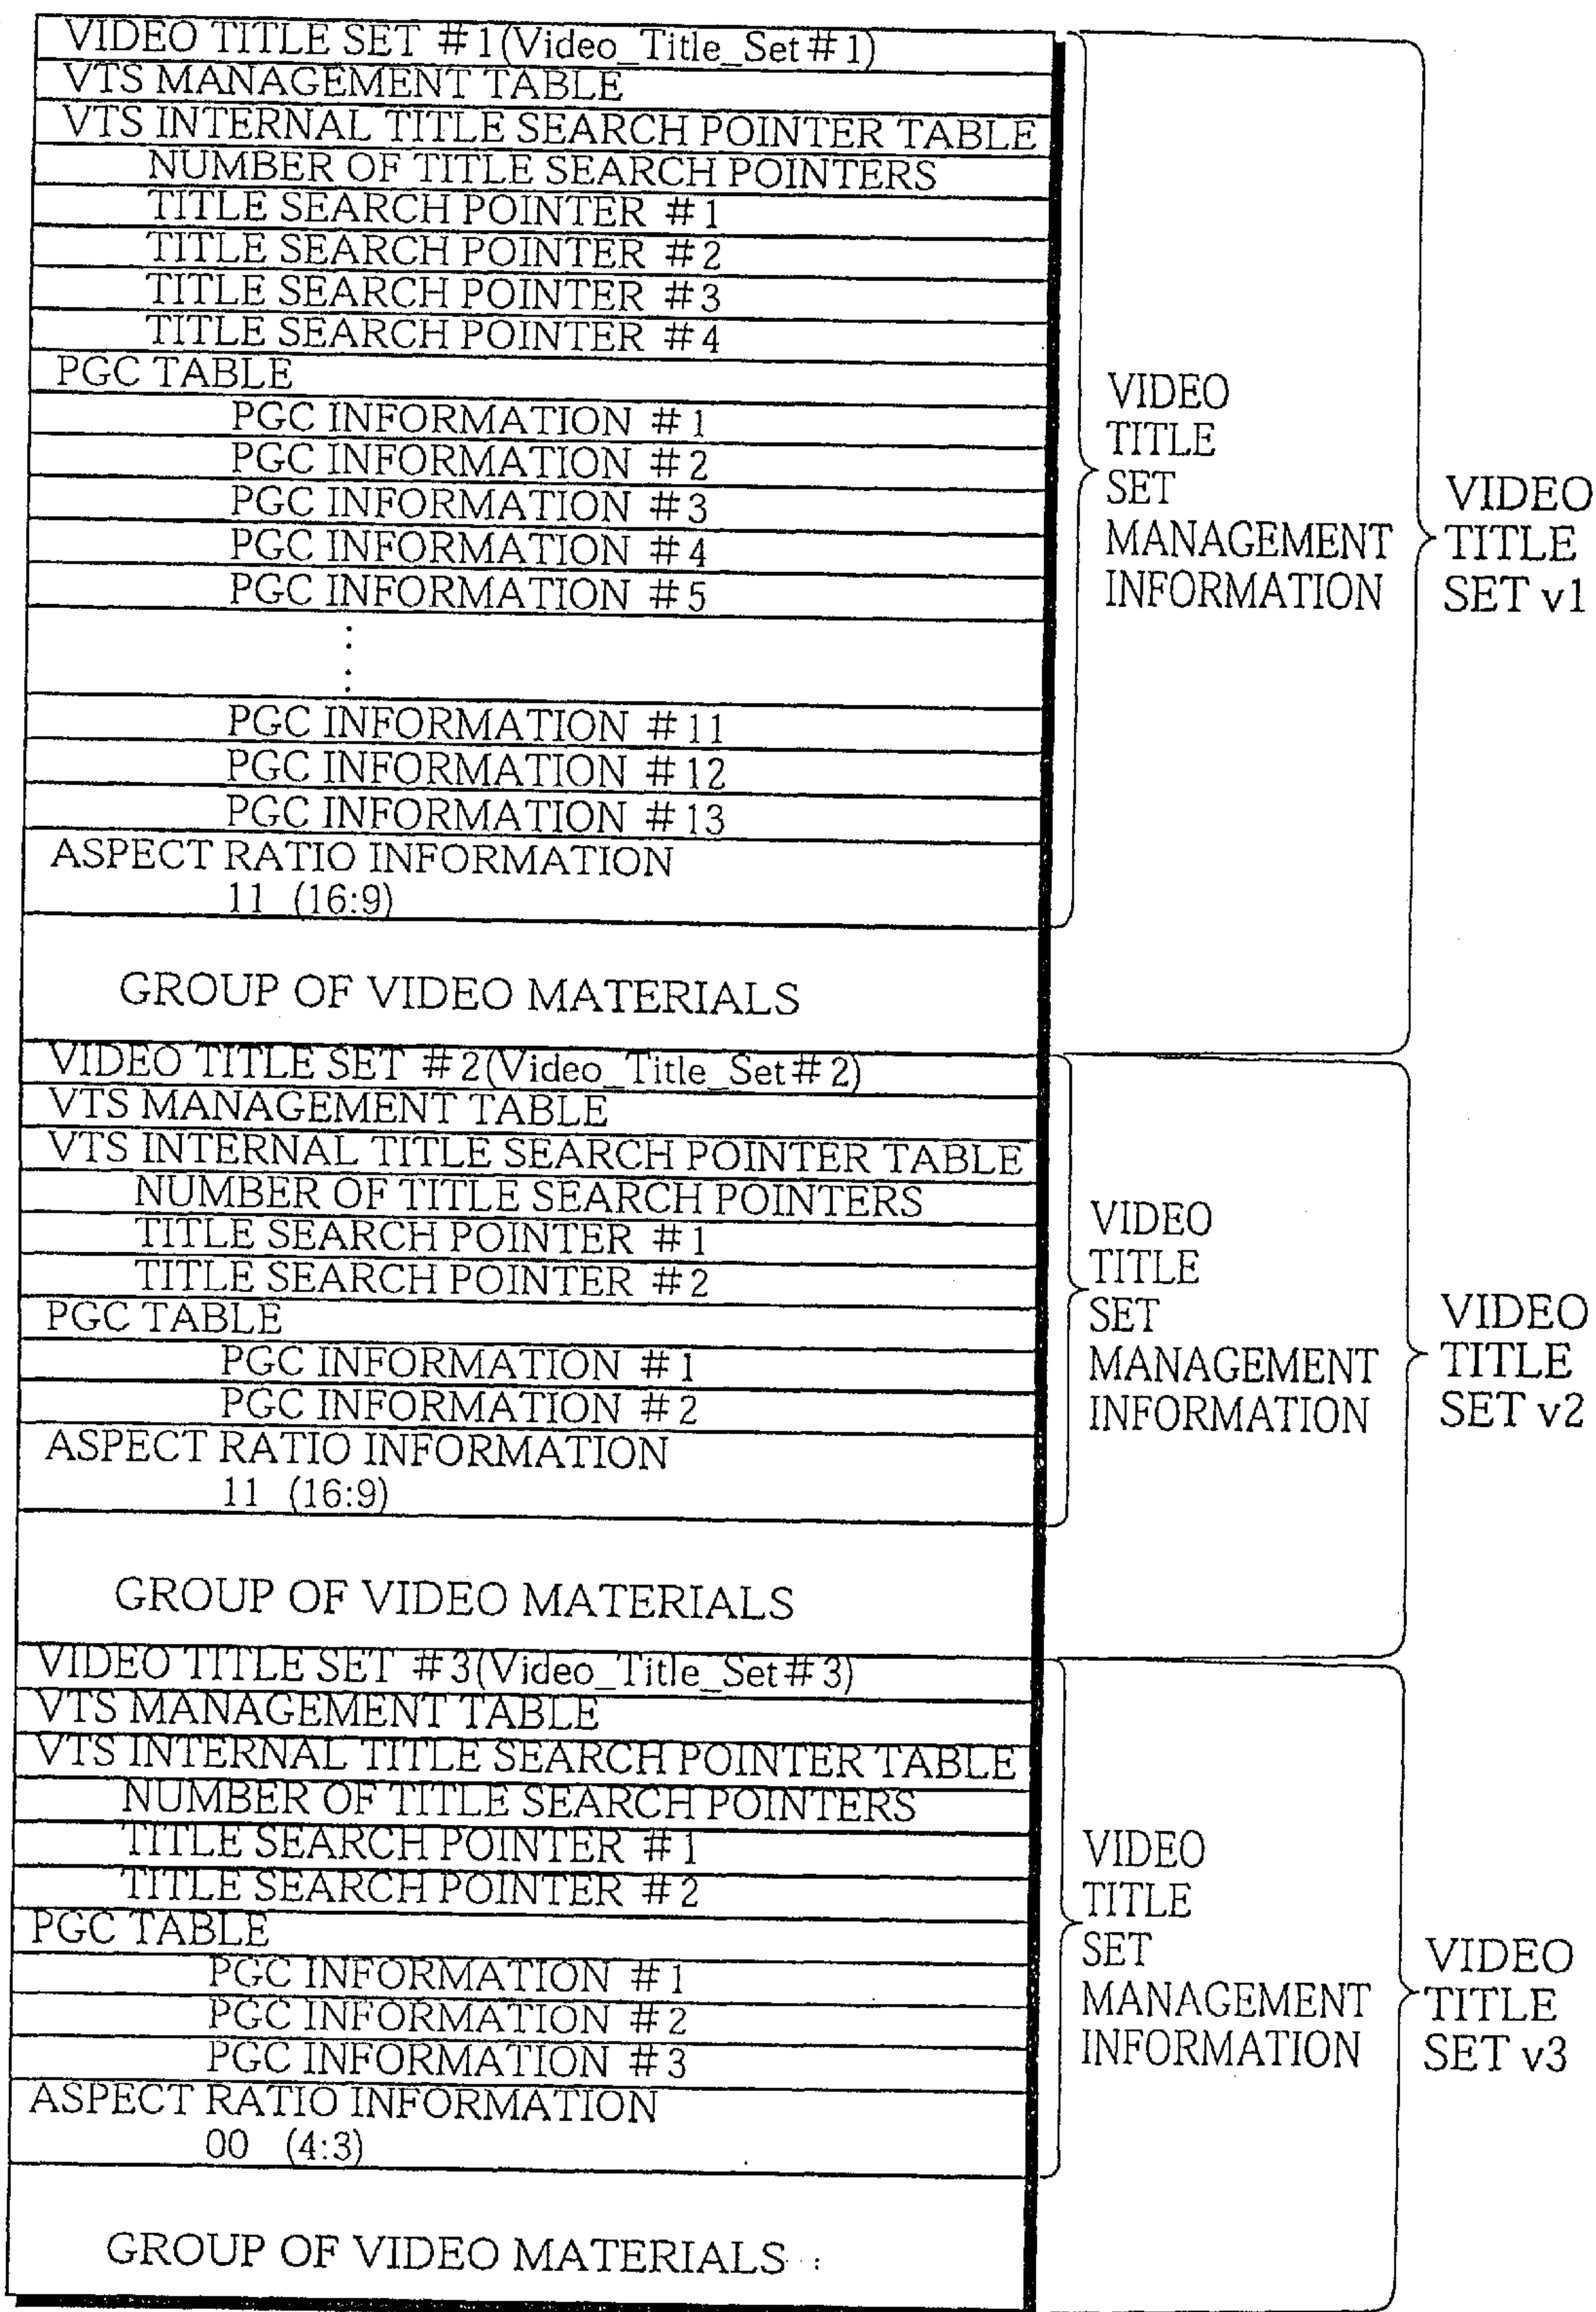 VIDEO TITLE SET #1(Video_Title_Set#1)
VTS MANAGEMENT TABLE
VTS INTERNAL TITLE SEARCH POINTER TABLE
NUMBER OF TITLE SEARCH POINTERS
TITLE SEARCH POINTER #1
TITLE SEARCH POINTER #2
TITLE SEARCH POINTER #3
TITLE SEARCH POINTER #4
PGC TABLE
PGC INFORMATION #1
PGC INFORMATION #2
PGC INFORMATION #3
PGC INFORMATION #4
PGC INFORMATION #5
⋮
PGC INFORMATION #11
PGC INFORMATION #12
PGC INFORMATION #13
ASPECT RATIO INFORMATION
11 (16:9)
GROUP OF VIDEO MATERIALS
VIDEO
TITLE
SET
MANAGEMENT
INFORMATION
VIDEO
TITLE
SET v1
VIDEO TITLE SET #2(Video_Title_Set#2)
VTS MANAGEMENT TABLE
VTS INTERNAL TITLE SEARCH POINTER TABLE
NUMBER OF TITLE SEARCH POINTERS
TITLE SEARCH POINTER #1
TITLE SEARCH POINTER #2
PGC TABLE
PGC INFORMATION #1
PGC INFORMATION #2
ASPECT RATIO INFORMATION
11 (16:9)
GROUP OF VIDEO MATERIALS
VIDEO
TITLE
SET
MANAGEMENT
INFORMATION
VIDEO
TITLE
SET v2
VIDEO TITLE SET #3(Video_Title_Set#3)
VTS MANAGEMENT TABLE
VTS INTERNAL TITLE SEARCH POINTER TABLE
NUMBER OF TITLE SEARCH POINTERS
TITLE SEARCH POINTER #1
TITLE SEARCH POINTER #2
PGC TABLE
PGC INFORMATION #1
PGC INFORMATION #2
PGC INFORMATION #3
ASPECT RATIO INFORMATION
00 (4:3)
GROUP OF VIDEO MATERIALS
VIDEO
TITLE
SET
MANAGEMENT
INFORMATION
VIDEO
TITLE
SET v3